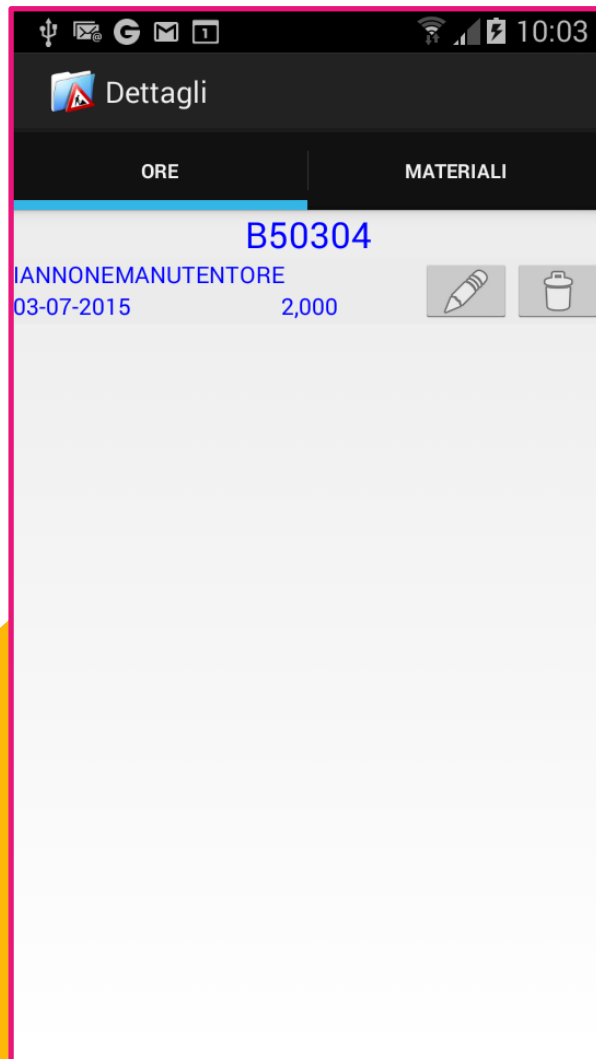 10:03
Dettagli
ORE MATERIALI
B50304
IANNONEMANUTENTORE
03-07-2015 2,000